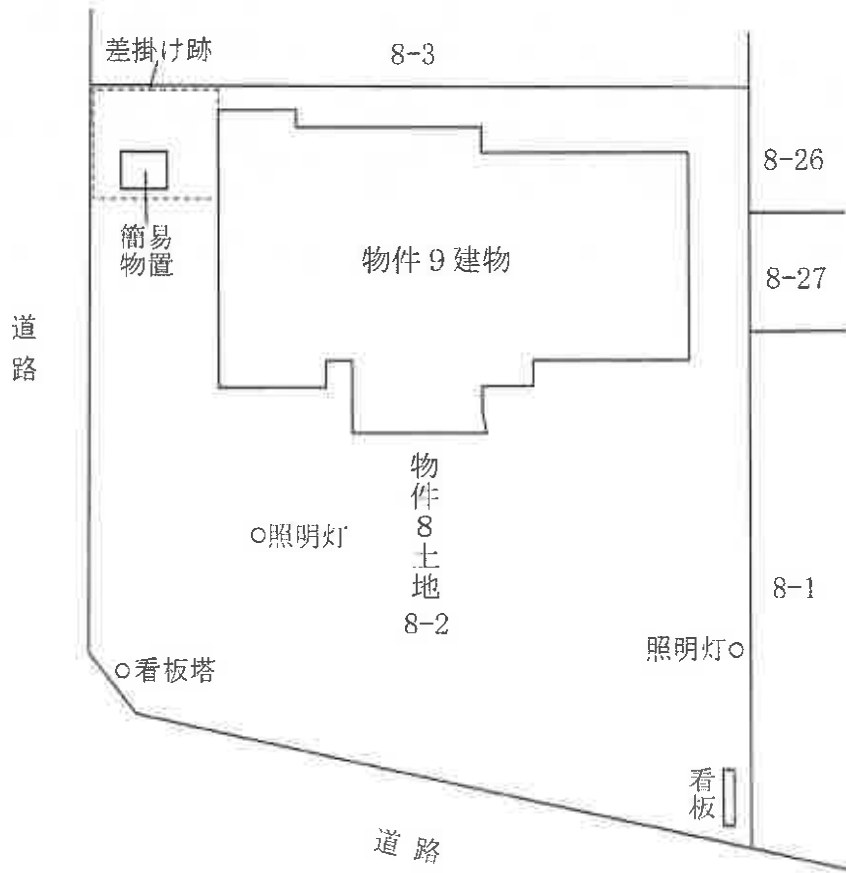 差掛け跡
8-3
8-26
簡易
物置
物件9建物
8-27
道路
物件8土地
8-2
照明灯
8-1
照明灯
看板塔
看板
道路